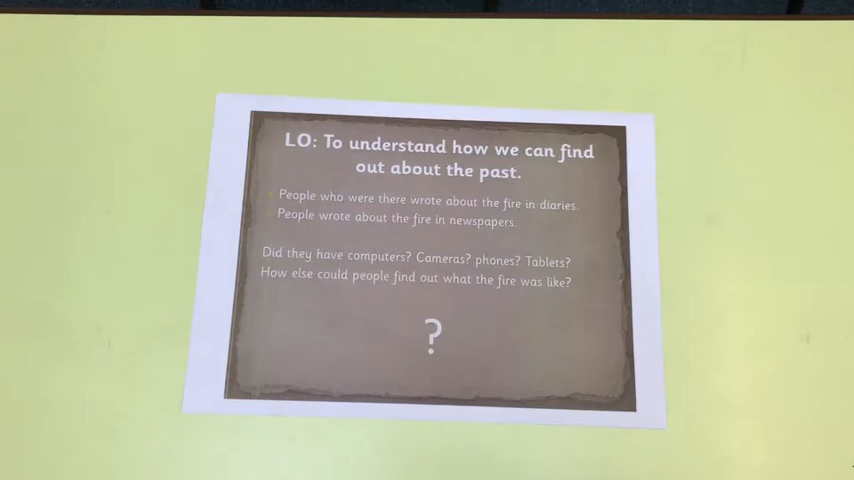 LO: To understand how we can find
out about the past.
People who were there wrote about the fire in diaries.
People wrote about the fire in newspapers.
Did they have computers? Cameras? phones? Tablets?
How else could people find out what the fire was like?
?